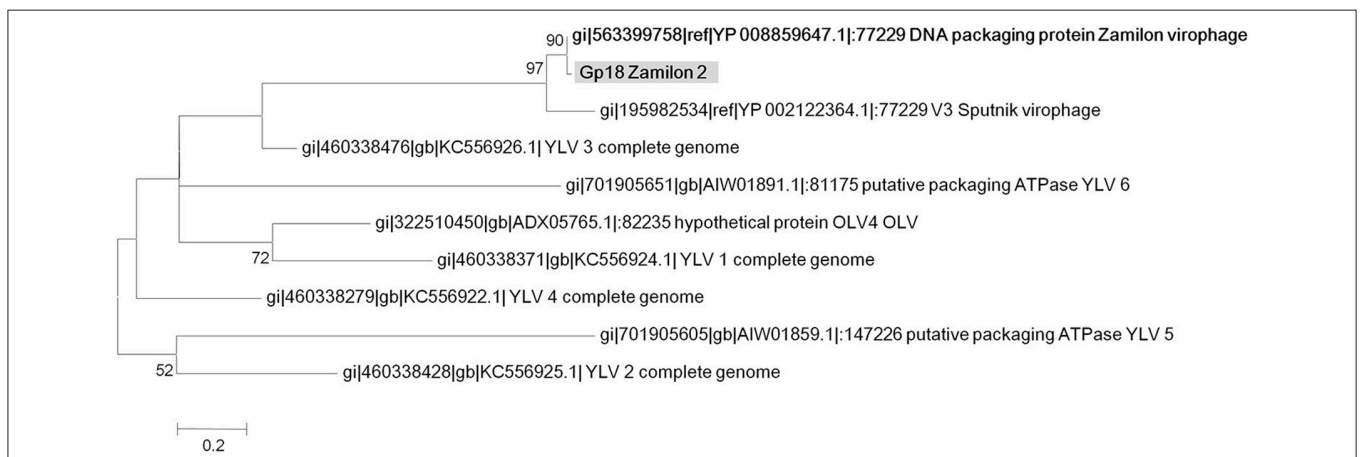 90
gi|563399758|ref|YP 008859647.1|:77229 DNA packaging protein Zamilon virophage
97
Gp18 Zamilon 2
gi|195982534|ref|YP 002122364.1|:77229 V3 Sputnik virophage
gi|460338476|gb|KC556926.1| YLV 3 complete genome
gi|701905651|gb|AIW01891.1|:81175 putative packaging ATPase YLV 6
gi|322510450|gb|ADX05765.1|:82235 hypothetical protein OLV4 OLV
72
gi|460338371|gb|KC556924.1| YLV 1 complete genome
gi|460338279|gb|KC556922.1| YLV 4 complete genome
gi|701905605|gb|AIW01859.1|:147226 putative packaging ATPase YLV 5
52
gi|460338428|gb|KC556925.1| YLV 2 complete genome
0.2